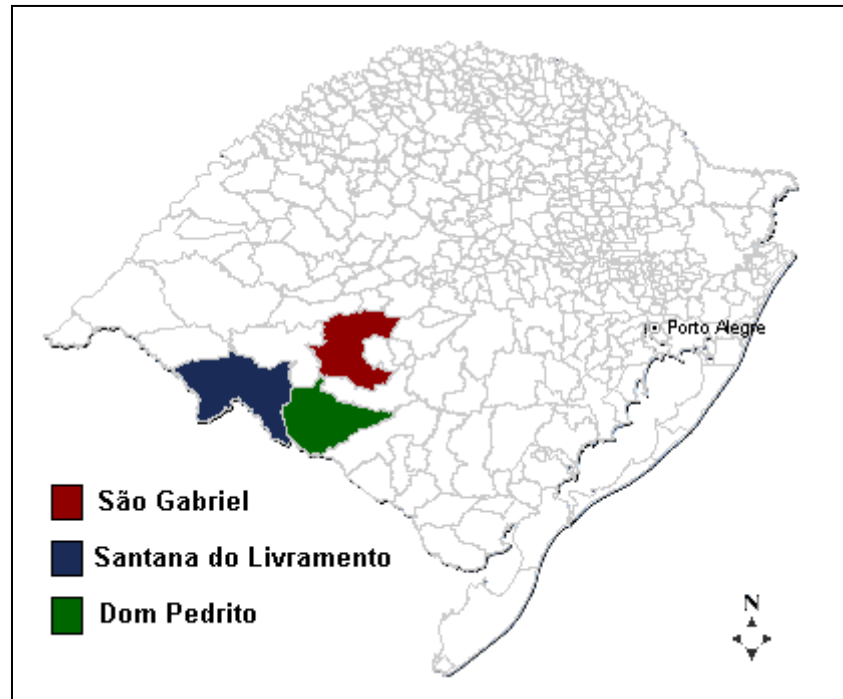 Porto Alegre
São Gabriel
Santana do Livramento
Dom Pedrito
N